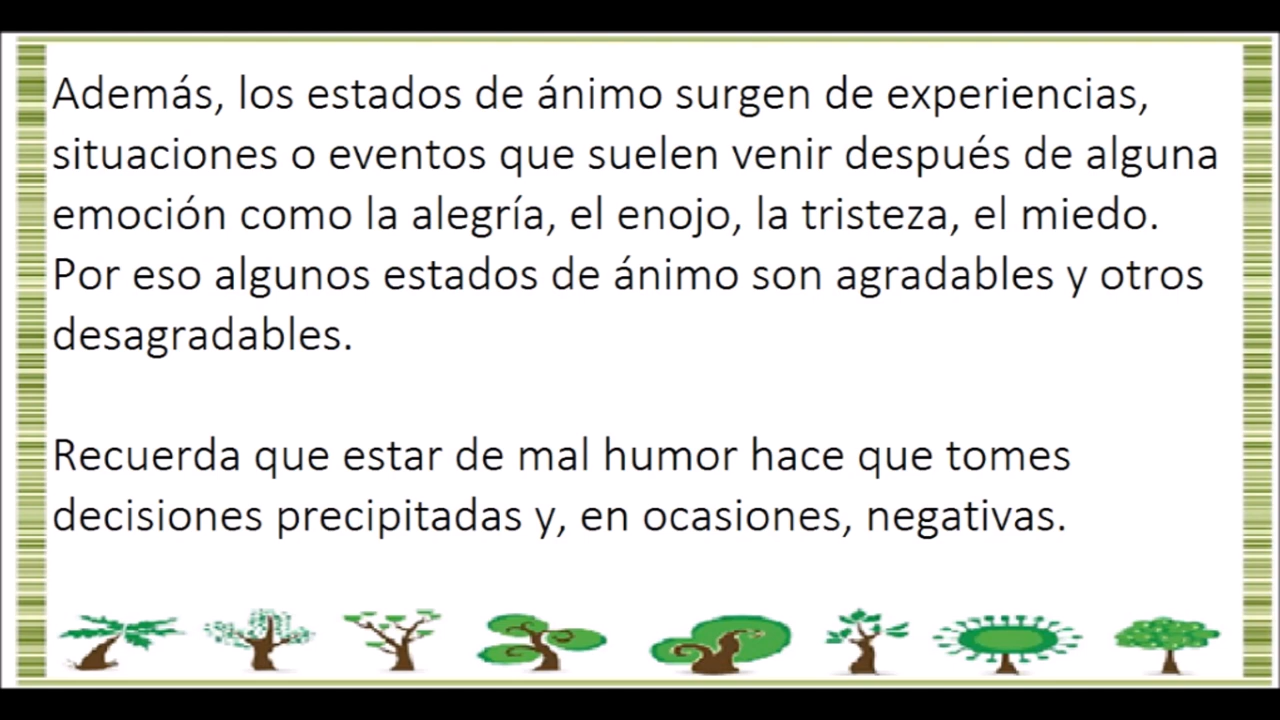 Además, los estados de ánimo surgen de experiencias,
situaciones o eventos que suelen venir después de alguna
emoción como la alegría, el enojo, la tristeza, el miedo.
Por eso algunos estados de ánimo son agradables y otros
desagradables.
Recuerda que estar de mal humor hace que tomes
decisiones precipitadas y, en ocasiones, negativas.